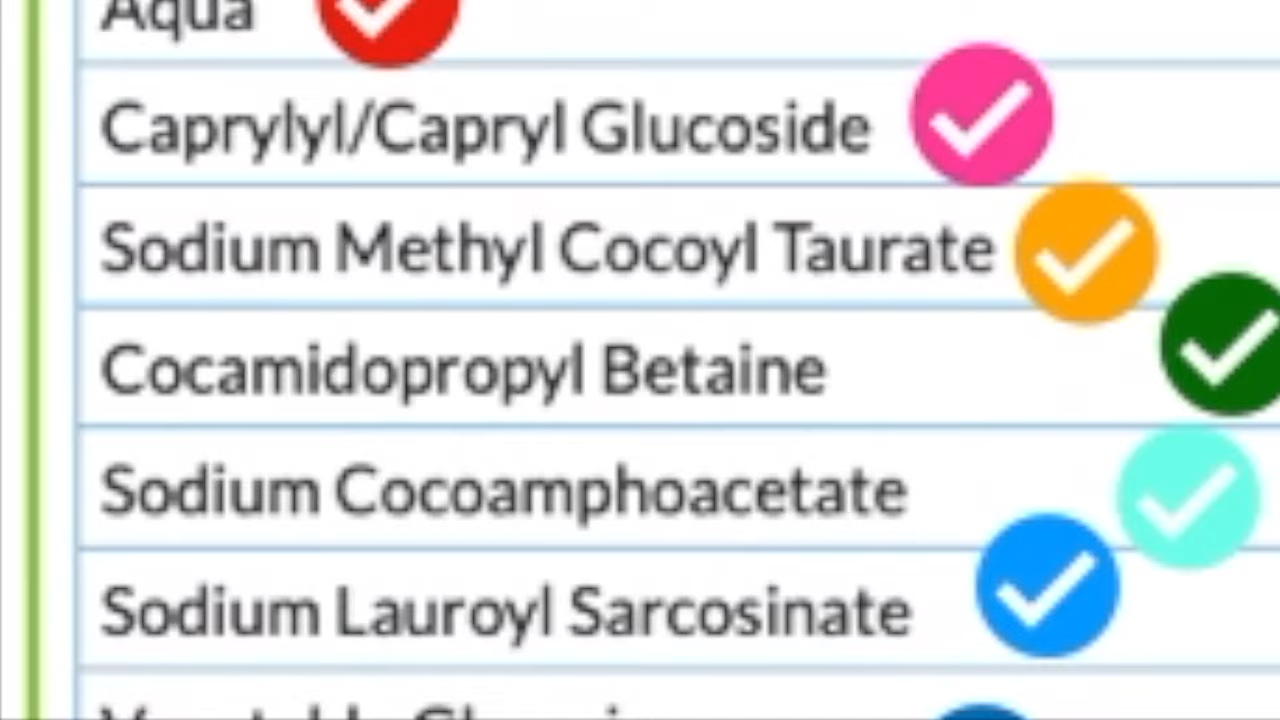 Aqua
Caprylyl/Capryl Glucoside
Sodium Methyl Cocoyl Taurate
Cocamidopropyl Betaine
Sodium Cocoamphoacetate
Sodium Lauroyl Sarcosinate